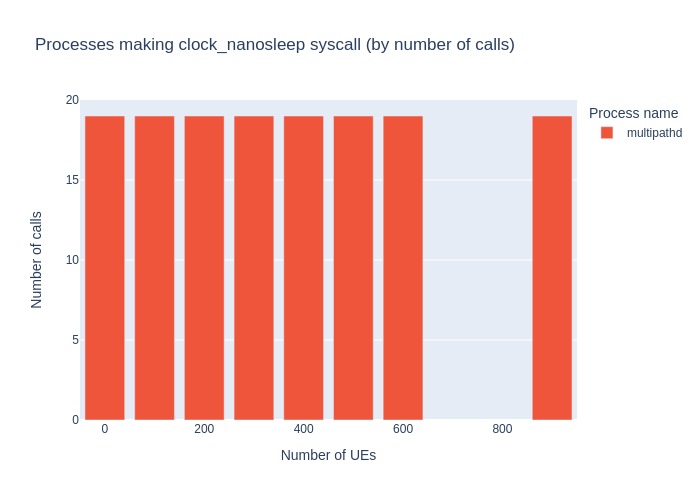 Processes making clock_nanosleep syscall (by number of calls)
20
15
10
5
0
Number of calls
0 200 400 600 800
Number of UEs
Process name
multipathd